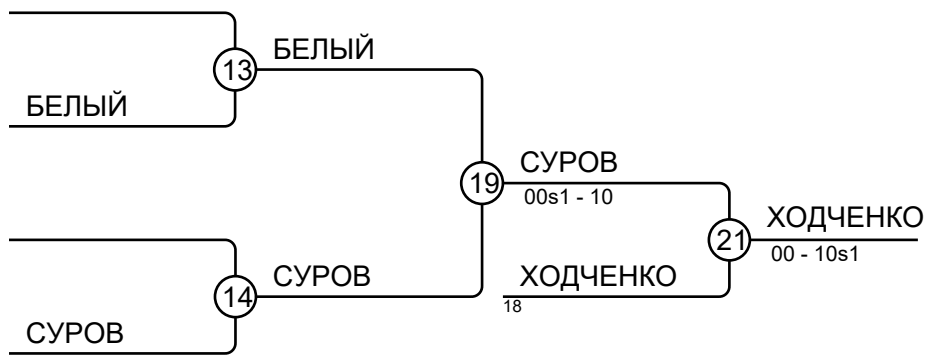 БЕЛЫЙ
13
БЕЛЫЙ
СУРОВ
19
00s1 - 10
ХОДЧЕНКО
21
00 - 10s1
СУРОВ
ХОДЧЕНКО
14
18
СУРОВ